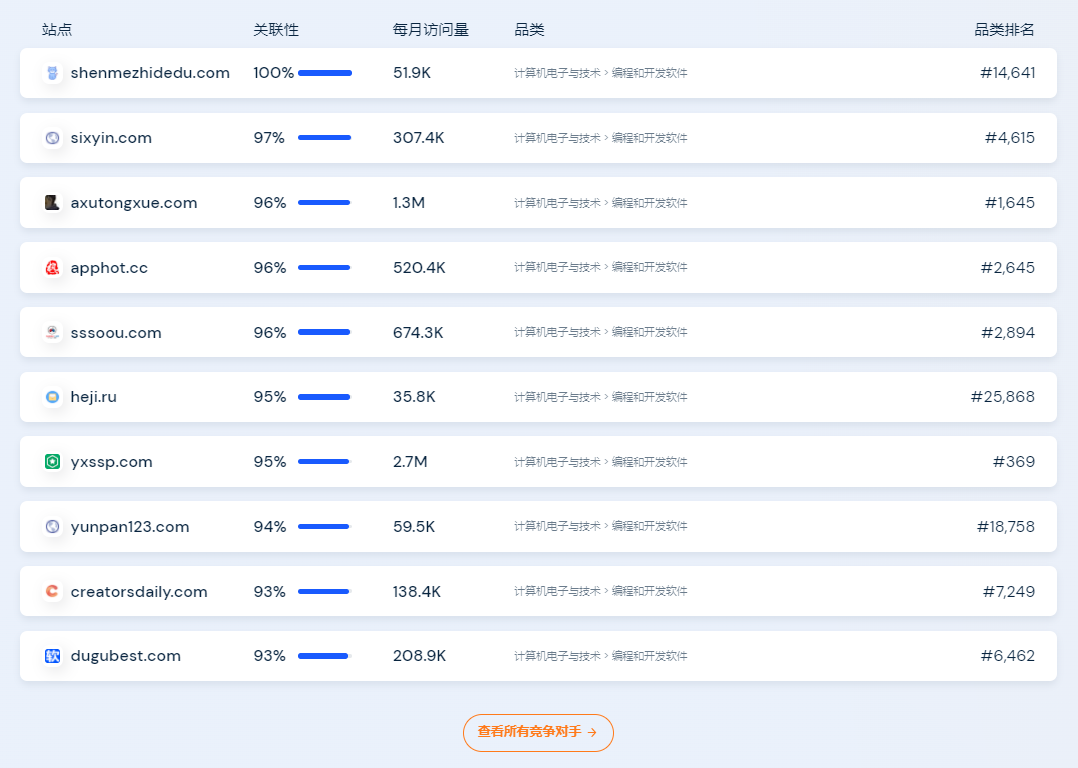 站点 关联性 每月访问量 品类 品类排名
shenmezhidedu.com 100% 51.9K 计算机电子与技术 > 编程和开发软件 #14,641
sixyin.com 97% 307.4K 计算机电子与技术 > 编程和开发软件 #4,615
axutongxue.com 96% 1.3M 计算机电子与技术 > 编程和开发软件 #1,645
apphot.cc 96% 520.4K 计算机电子与技术 > 编程和开发软件 #2,645
sssoou.com 96% 674.3K 计算机电子与技术 > 编程和开发软件 #2,894
heji.ru 95% 35.8K 计算机电子与技术 > 编程和开发软件 #25,868
yxssp.com 95% 2.7M 计算机电子与技术 > 编程和开发软件 #369
yunpan123.com 94% 59.5K 计算机电子与技术 > 编程和开发软件 #18,758
creatorsdaily.com 93% 138.4K 计算机电子与技术 > 编程和开发软件 #7,249
软 dugubest.com 93% 208.9K 计算机电子与技术 > 编程和开发软件 #6,462
查看所有竞争对手 →